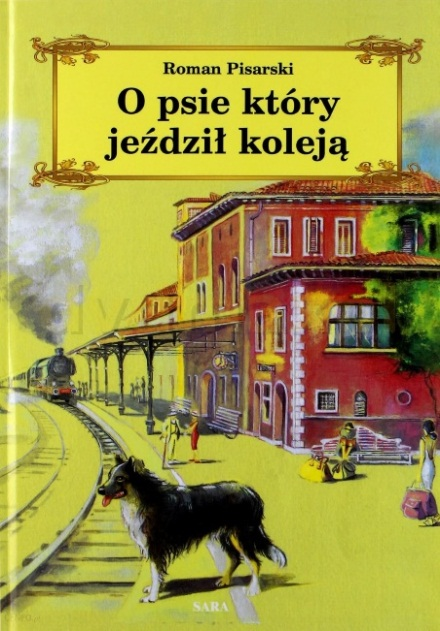 Roman Pisarski
O psie który
jeździł koleją
SARA